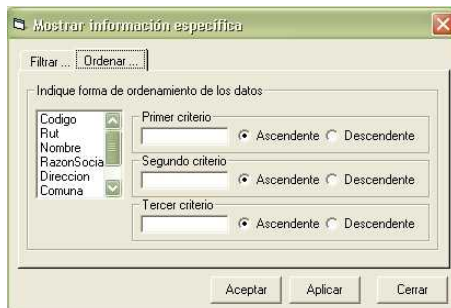 Mostrar información específica
Filtrar ... Ordenar ...
Indique forma de ordenamiento de los datos
Codigo
Rut
Nombre
RazonSocia
Direccion
Comuna
Primer criterio
Ascendente Descendente
Segundo criterio
Ascendente Descendente
Tercer criterio
Ascendente Descendente
Aceptar Aplicar Cerrar